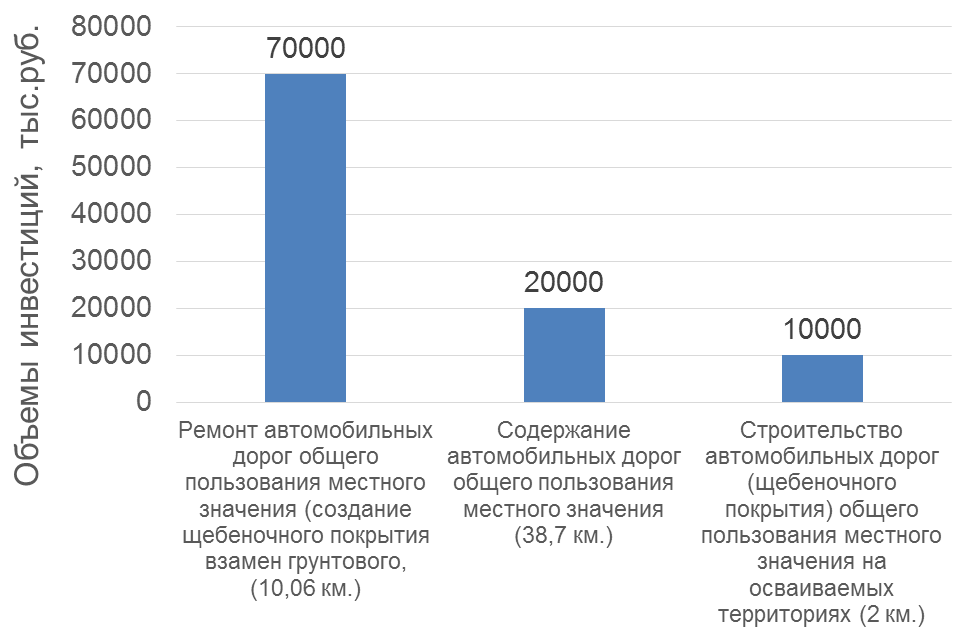 Объемы инвестиций, тыс.руб.
80000
70000
60000
50000
40000
30000
20000
10000
0
70000
20000
10000
Ремонт автомобильных
дорог общего
пользования местного
значения (создание
щебеночного покрытия
взамен грунтового,
(10,06 км.)
Содержание
автомобильных дорог
общего пользования
местного значения
(38,7 км.)
Строительство
автомобильных дорог
(щебеночного
покрытия) общего
пользования местного
значения на
осваиваемых
территориях (2 км.)